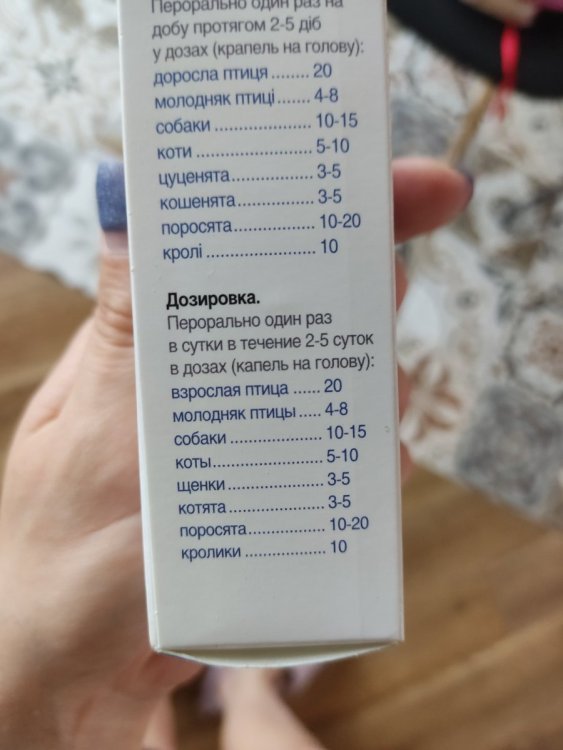 Перорально один раз на
добу протягом 2-5 діб
у дозах (крапель на голову):
доросла птиця ........ 20
молодняк птиці ....... 4-8
собаки .................... 10-15
коти ........................ 5-10
цуценята ................. 3-5
кошенята ................ 3-5
поросята ................. 10-20
кролі ....................... 10
Дозировка.
Перорально один раз
в сутки в течение 2-5 суток
в дозах (капель на голову):
взрослая птица ...... 20
молодняк птицы ..... 4-8
собаки .................... 10-15
коты ........................ 5-10
щенки ..................... 3-5
котята ..................... 3-5
поросята ................. 10-20
кролики .................. 10